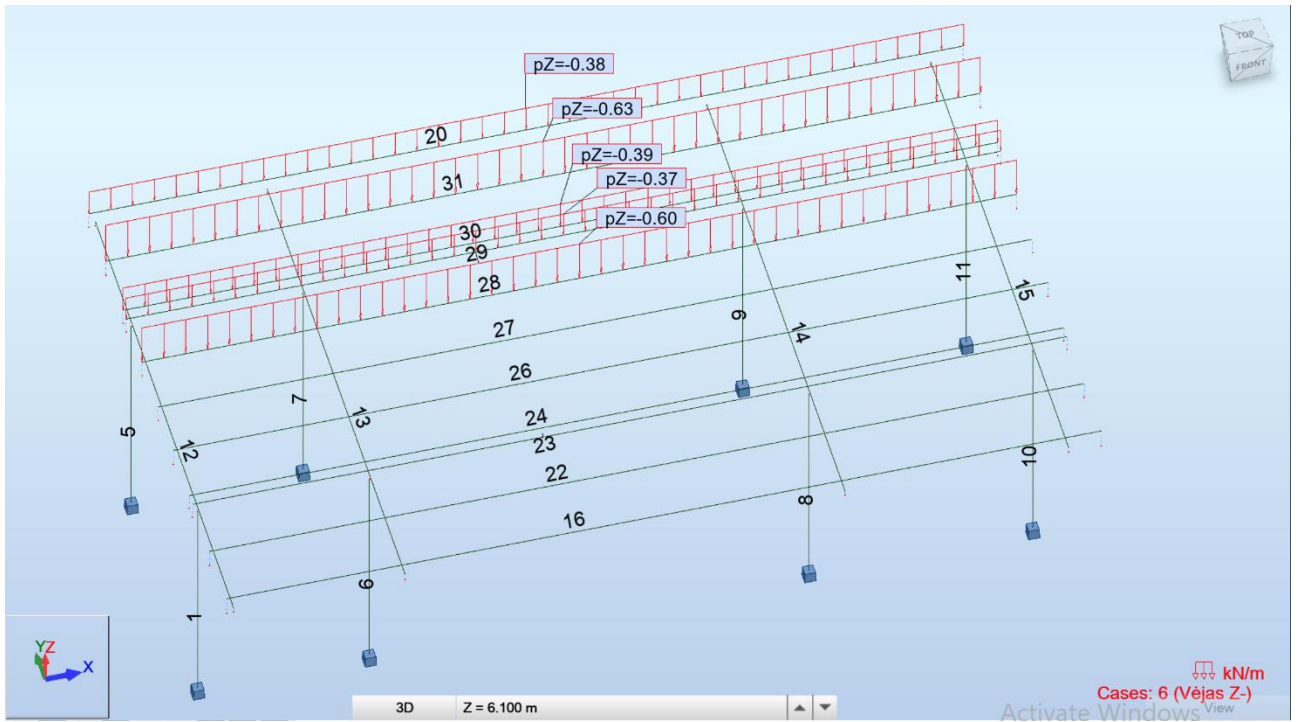 TOP
FRONT
pZ=-0.38
pZ=-0.63
pZ=-0.39
pZ=-0.37
pZ=-0.60
20
31
30
29
28
27
26
24
23
22
16
5
12
7
13
9
14
11
15
1
6
8
10
YZ
X
3D
Z = 6.100 m
kN/m
Cases: 6 (Vėjas Z-)
Activate Windows
View